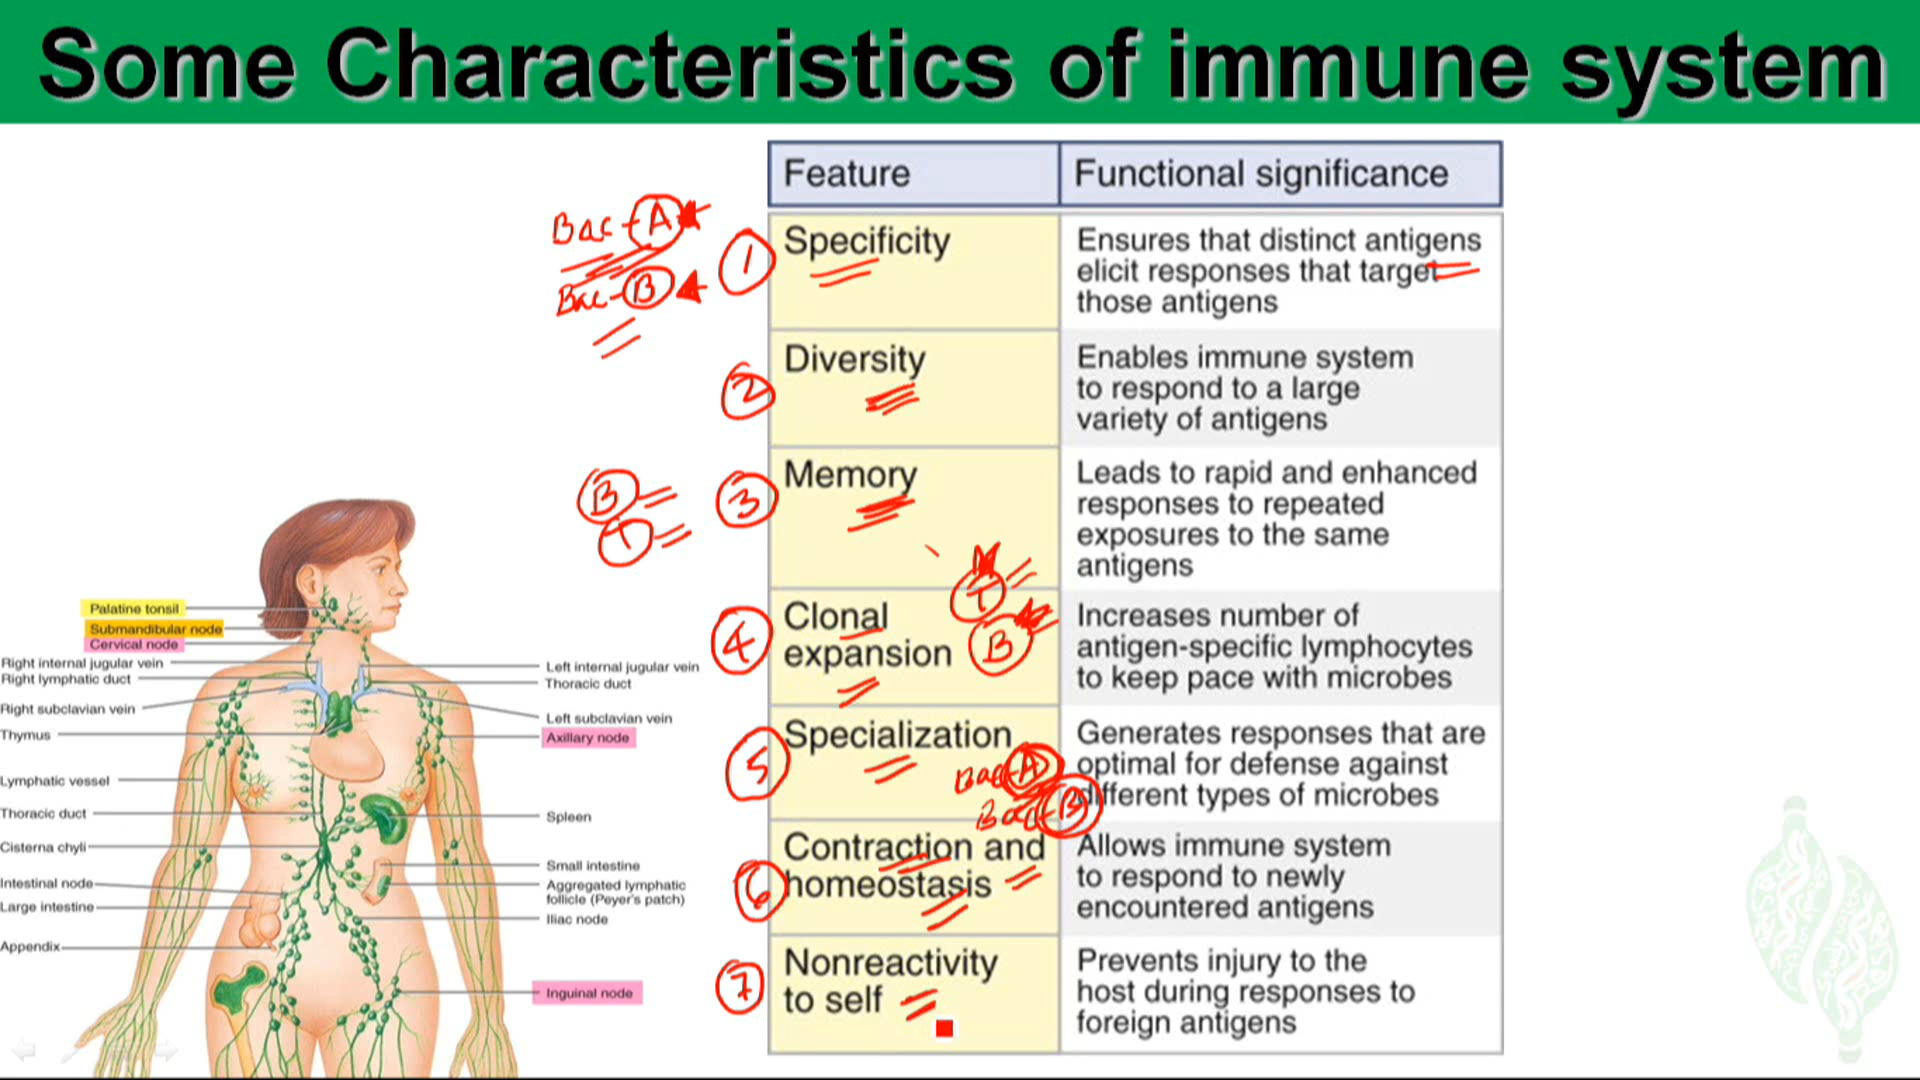 Some Characteristics of immune system
Feature
Functional significance
Bac - A
Bac - B
1
Specificity
Ensures that distinct antigens
elicit responses that target
those antigens
2
Diversity
Enables immune system
to respond to a large
variety of antigens
B
T
3
Memory
Leads to rapid and enhanced
responses to repeated
exposures to the same
antigens
T
B
4
Clonal
expansion
Increases number of
antigen-specific lymphocytes
to keep pace with microbes
5
Specialization
Bac A
Bac B
Generates responses that are
optimal for defense against
different types of microbes
6
Contraction and
homeostasis
Allows immune system
to respond to newly
encountered antigens
7
Nonreactivity
to self
Prevents injury to the
host during responses to
foreign antigens
Palatine tonsil
Submandibular node
Cervical node
Right internal jugular vein
Right lymphatic duct
Right subclavian vein
Thymus
Lymphatic vessel
Thoracic duct
Cisterna chyli
Intestinal node
Large intestine
Appendix
Left internal jugular vein
Thoracic duct
Left subclavian vein
Axillary node
Spleen
Small intestine
Aggregated lymphatic
follicle (Peyer's patch)
Iliac node
Inguinal node